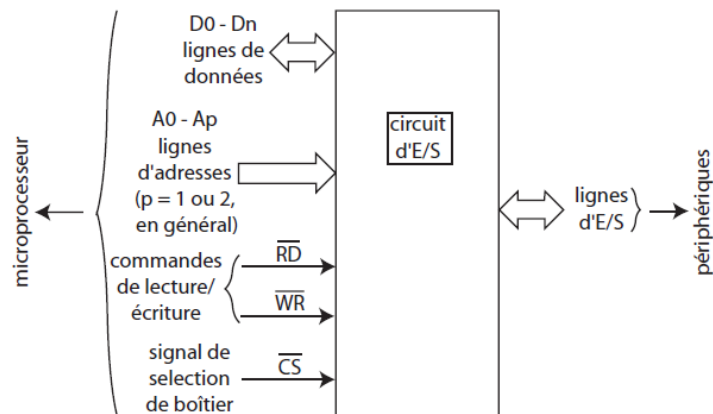 D0 - Dn
lignes de
données
A0 - Ap
lignes
d'adresses
(p = 1 ou 2,
en général)
commandes
de lecture/
écriture
RD
WR
signal de
selection
de boîtier
CS
microprocesseur
circuit
d'E/S
lignes
d'E/S
périphériques